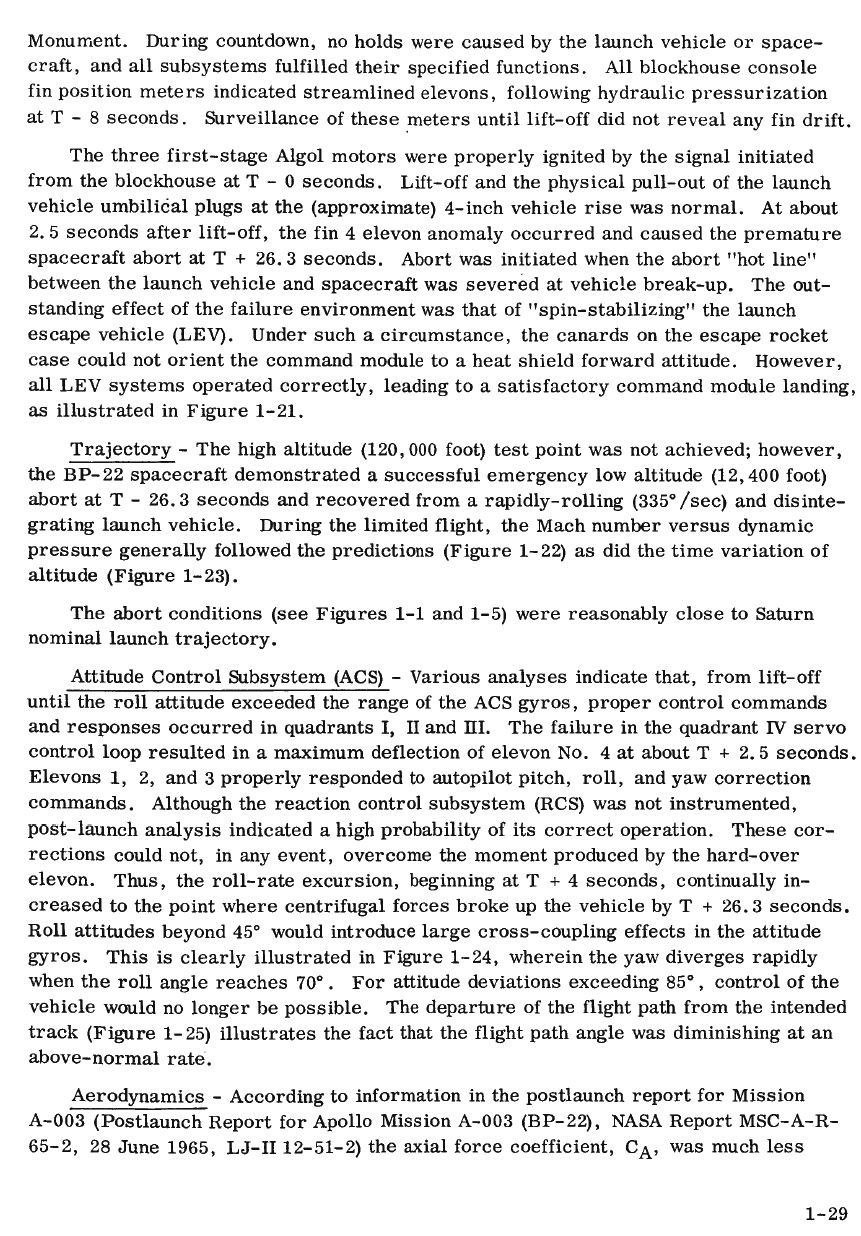 Monument. During countdown, no holds were caused by the launch vehicle or space-
craft, and all subsystems fulfilled their specified functions. All blockhouse console
fin position meters indicated streamlined elevons, following hydraulic pressurization
at T - 8 seconds. Surveillance of these meters until lift-off did not reveal any fin drift.
The three first-stage Algol motors were properly ignited by the signal initiated
from the blockhouse at T - 0 seconds. Lift-off and the physical pull-out of the launch
vehicle umbilical plugs at the (approximate) 4-inch vehicle rise was normal. At about
2.5 seconds after lift-off, the fin 4 elevon anomaly occurred and caused the premature
spacecraft abort at T + 26.3 seconds. Abort was initiated when the abort "hot line"
between the launch vehicle and spacecraft was severed at vehicle break-up. The out-
standing effect of the failure environment was that of "spin-stabilizing" the launch
escape vehicle (LEV). Under such a circumstance, the canards on the escape rocket
case could not orient the command module to a heat shield forward attitude. However,
all LEV systems operated correctly, leading to a satisfactory command module landing,
as illustrated in Figure 1-21.
Trajectory - The high altitude (120,000 foot) test point was not achieved; however,
the BP-22 spacecraft demonstrated a successful emergency low altitude (12,400 foot)
abort at T - 26.3 seconds and recovered from a rapidly-rolling (335°/sec) and disinte-
grating launch vehicle. During the limited flight, the Mach number versus dynamic
pressure generally followed the predictions (Figure 1-22) as did the time variation of
altitude (Figure 1-23).
The abort conditions (see Figures 1-1 and 1-5) were reasonably close to Saturn
nominal launch trajectory.
Attitude Control Subsystem (ACS) - Various analyses indicate that, from lift-off
until the roll attitude exceeded the range of the ACS gyros, proper control commands
and responses occurred in quadrants I, II and III. The failure in the quadrant IV servo
control loop resulted in a maximum deflection of elevon No. 4 at about T + 2.5 seconds.
Elevons 1, 2, and 3 properly responded to autopilot pitch, roll, and yaw correction
commands. Although the reaction control subsystem (RCS) was not instrumented,
post-launch analysis indicated a high probability of its correct operation. These cor-
rections could not, in any event, overcome the moment produced by the hard-over
elevon. Thus, the roll-rate excursion, beginning at T + 4 seconds, continually in-
creased to the point where centrifugal forces broke up the vehicle by T + 26.3 seconds.
Roll attitudes beyond 45° would introduce large cross-coupling effects in the attitude
gyros. This is clearly illustrated in Figure 1-24, wherein the yaw diverges rapidly
when the roll angle reaches 70°. For attitude deviations exceeding 85°, control of the
vehicle would no longer be possible. The departure of the flight path from the intended
track (Figure 1-25) illustrates the fact that the flight path angle was diminishing at an
above-normal rate.
Aerodynamics - According to information in the postlaunch report for Mission
A-003 (Postlaunch Report for Apollo Mission A-003 (BP-22), NASA Report MSC-A-R-
65-2, 28 June 1965, LJ-II 12-51-2) the axial force coefficient, CA, was much less
1-29